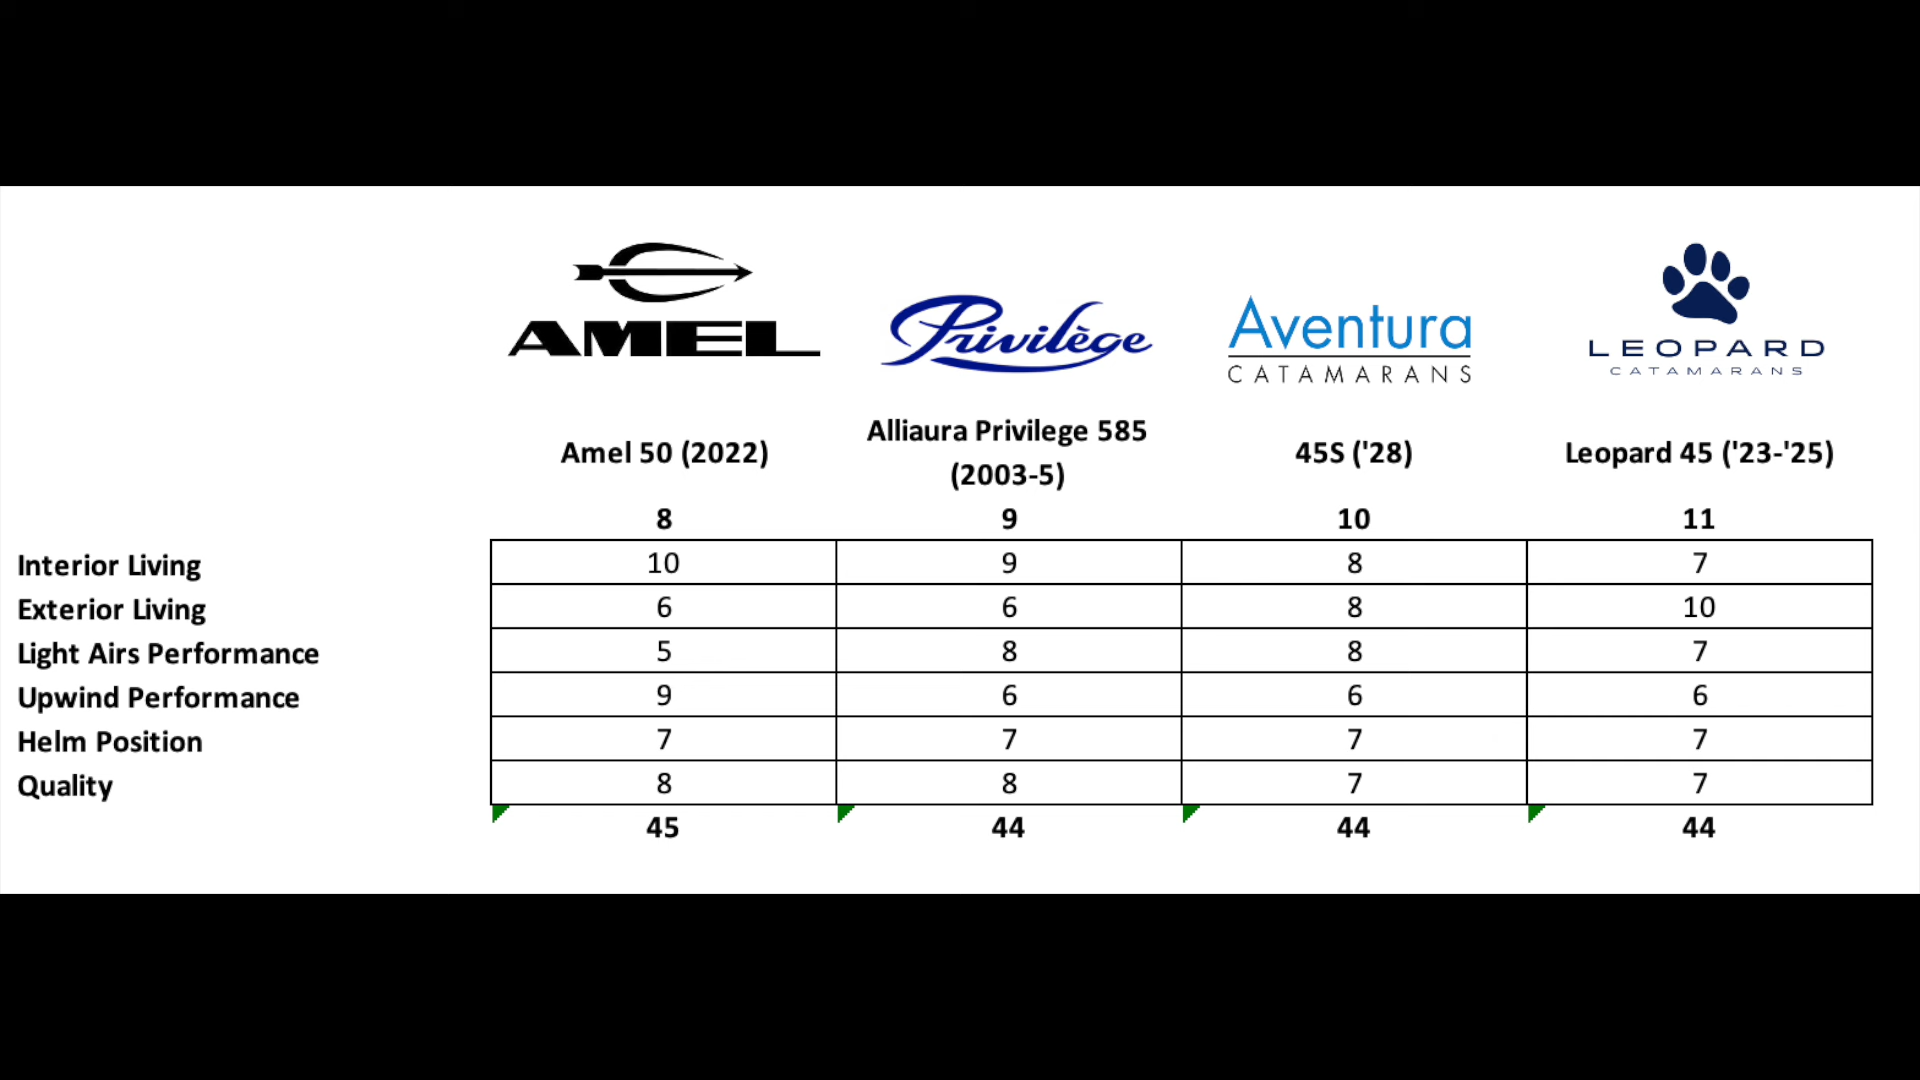 AMEL
Privilège
Aventura
CATAMARANS
LEOPARD
CATAMARANS
Amel 50 (2022)
Alliaura Privilege 585
(2003-5)
45S ('28)
Leopard 45 ('23-'25)
8 9 10 11
Interior Living 10 9 8 7
Exterior Living 6 6 8 10
Light Airs Performance 5 8 8 7
Upwind Performance 9 6 6 6
Helm Position 7 7 7 7
Quality 8 8 7 7
45 44 44 44